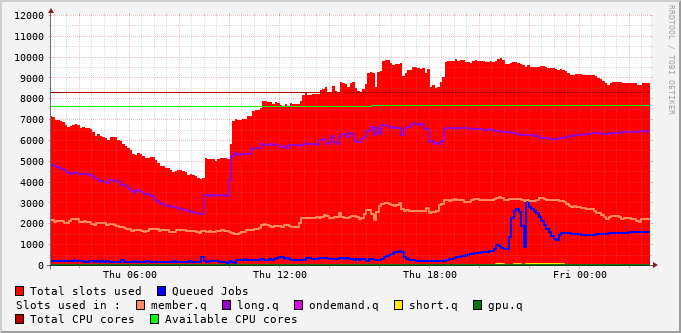 12000
11000
10000
9000
8000
7000
6000
5000
4000
3000
2000
1000
0
Thu 06:00 Thu 12:00 Thu 18:00 Fri 00:00
RRDTOOL / TOBI OETIKER
Total slots used Queued Jobs
Slots used in : member.q long.q ondemand.q short.q gpu.q
Total CPU cores Available CPU cores